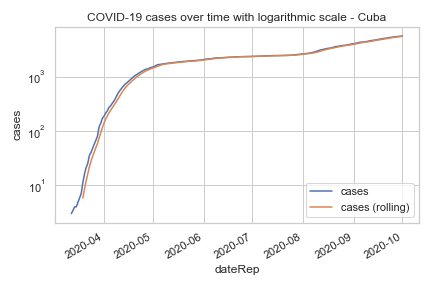 COVID-19 cases over time with logarithmic scale - Cuba
cases
10³
10²
10¹
cases
cases (rolling)
2020-04
2020-05
2020-06
2020-07
2020-08
2020-09
2020-10
dateRep